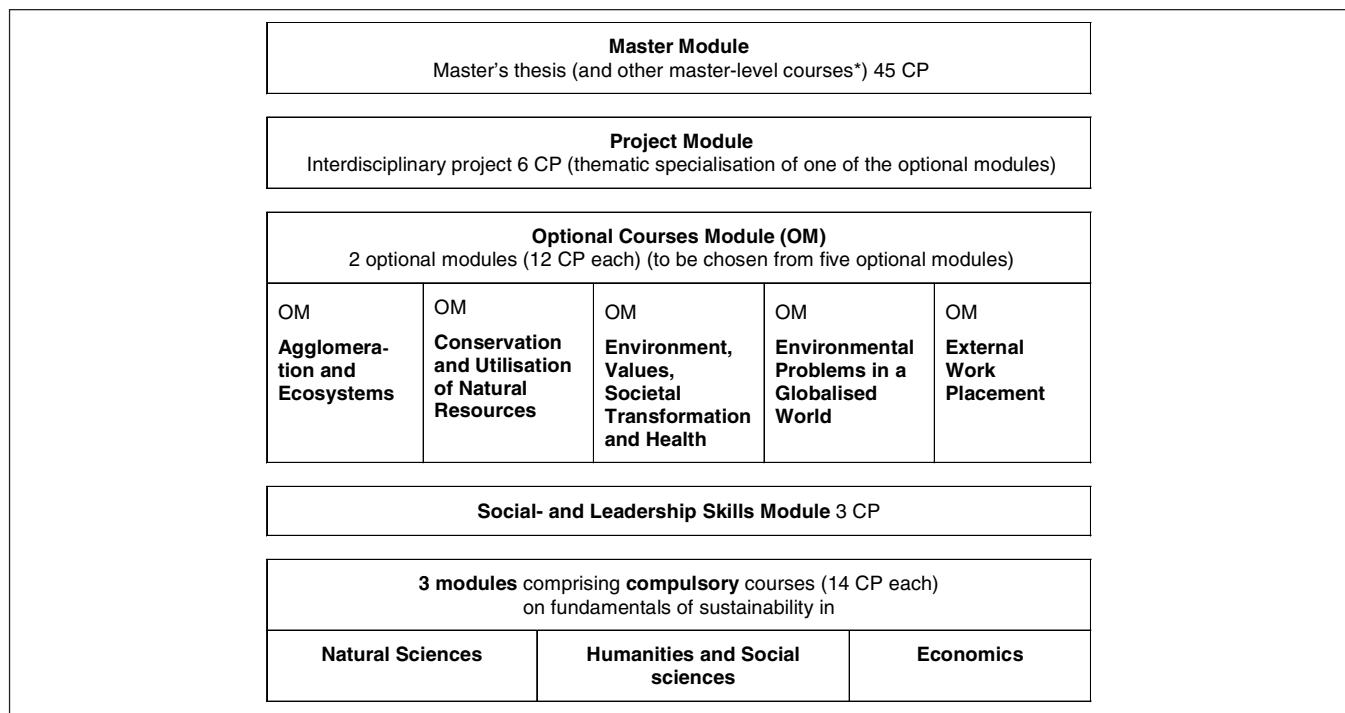 Master Module
Master's thesis (and other master-level courses*) 45 CP
Project Module
Interdisciplinary project 6 CP (thematic specialisation of one of the optional modules)
Optional Courses Module (OM)
2 optional modules (12 CP each) (to be chosen from five optional modules)
OM
Agglomera-
tion and
Ecosystems
OM
Conservation
and Utilisation
of Natural
Resources
OM
Environment,
Values,
Societal
Transformation
and Health
OM
Environmental
Problems in a
Globalised
World
OM
External
Work
Placement
Social- and Leadership Skills Module 3 CP
3 modules comprising compulsory courses (14 CP each)
on fundamentals of sustainability in
Natural Sciences
Humanities and Social
sciences
Economics